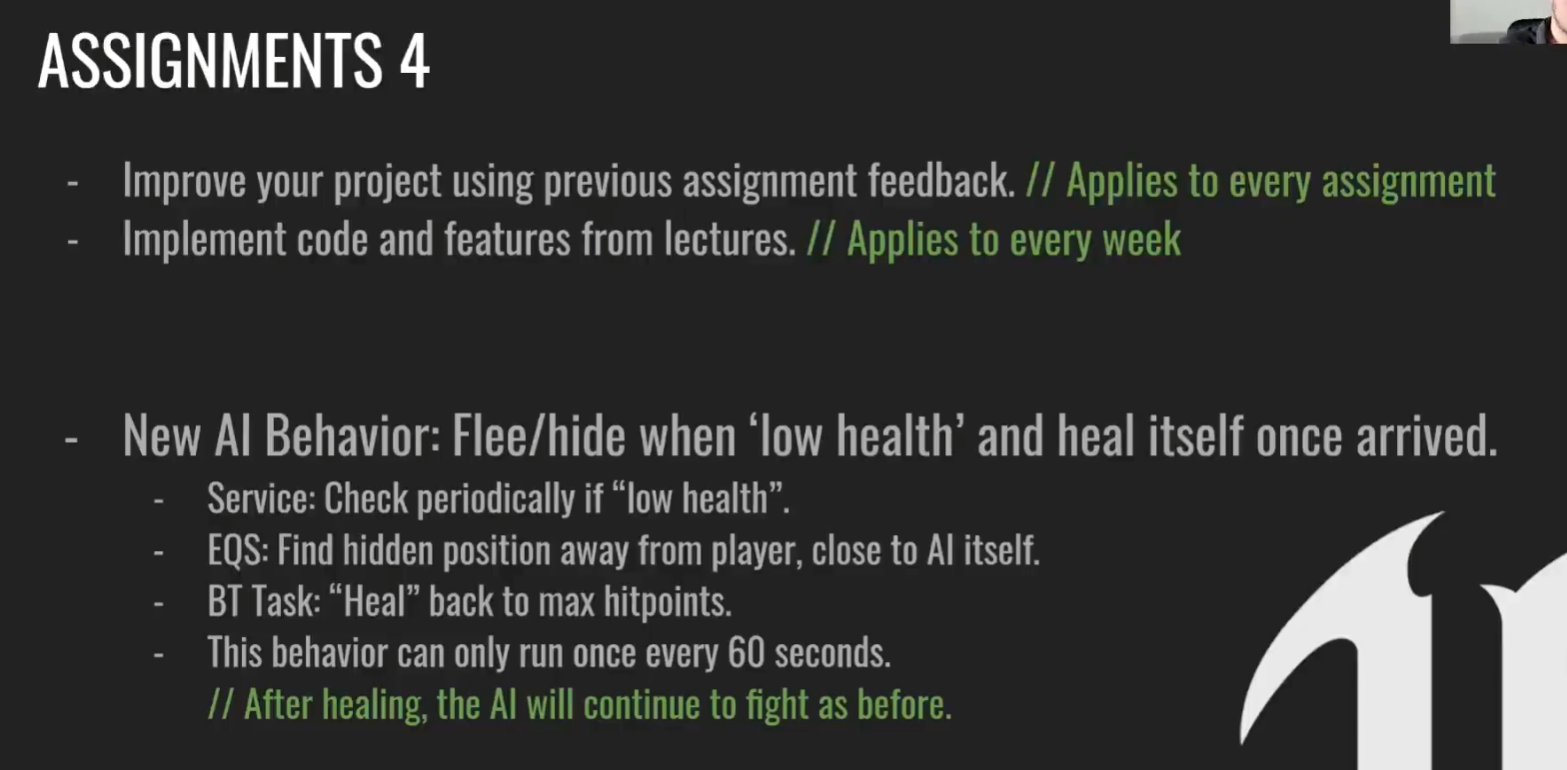 ASSIGNMENTS 4
- Improve your project using previous assignment feedback. // Applies to every assignment
- Implement code and features from lectures. // Applies to every week
- New AI Behavior: Flee/hide when ‘low health’ and heal itself once arrived.
- Service: Check periodically if “low health”.
- EQS: Find hidden position away from player, close to AI itself.
- BT Task: “Heal” back to max hitpoints.
- This behavior can only run once every 60 seconds.
// After healing, the AI will continue to fight as before.